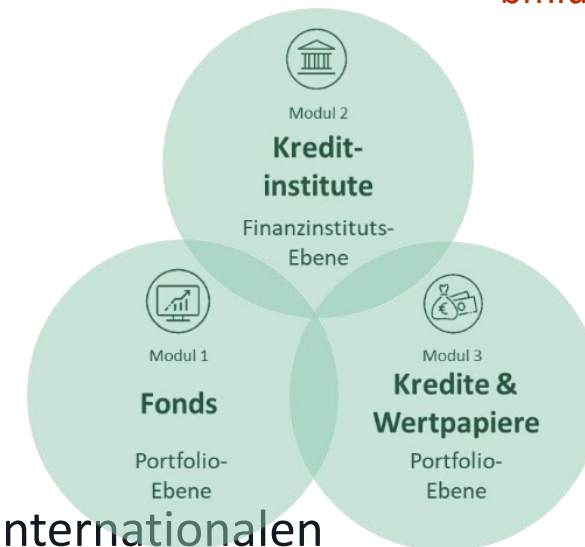 Modul 2
Kredit-
institute
Finanzinstituts-
Ebene
Modul 1
Fonds
Portfolio-
Ebene
Modul 3
Kredite &
Wertpapiere
Portfolio-
Ebene
nternationalen